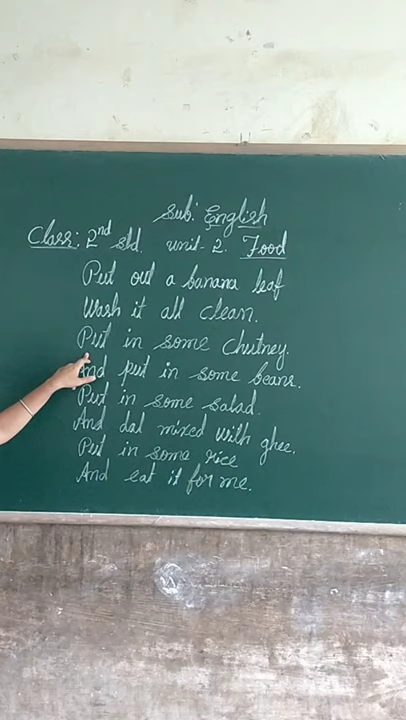 Sub: English
Class: 2nd std. unit-2. Food
Put out a banana leaf
Wash it all clean.
Put in some Chutney.
And put in some beans.
Put in some salad.
And dal mixed with ghee.
Put in some rice
And eat it for me.